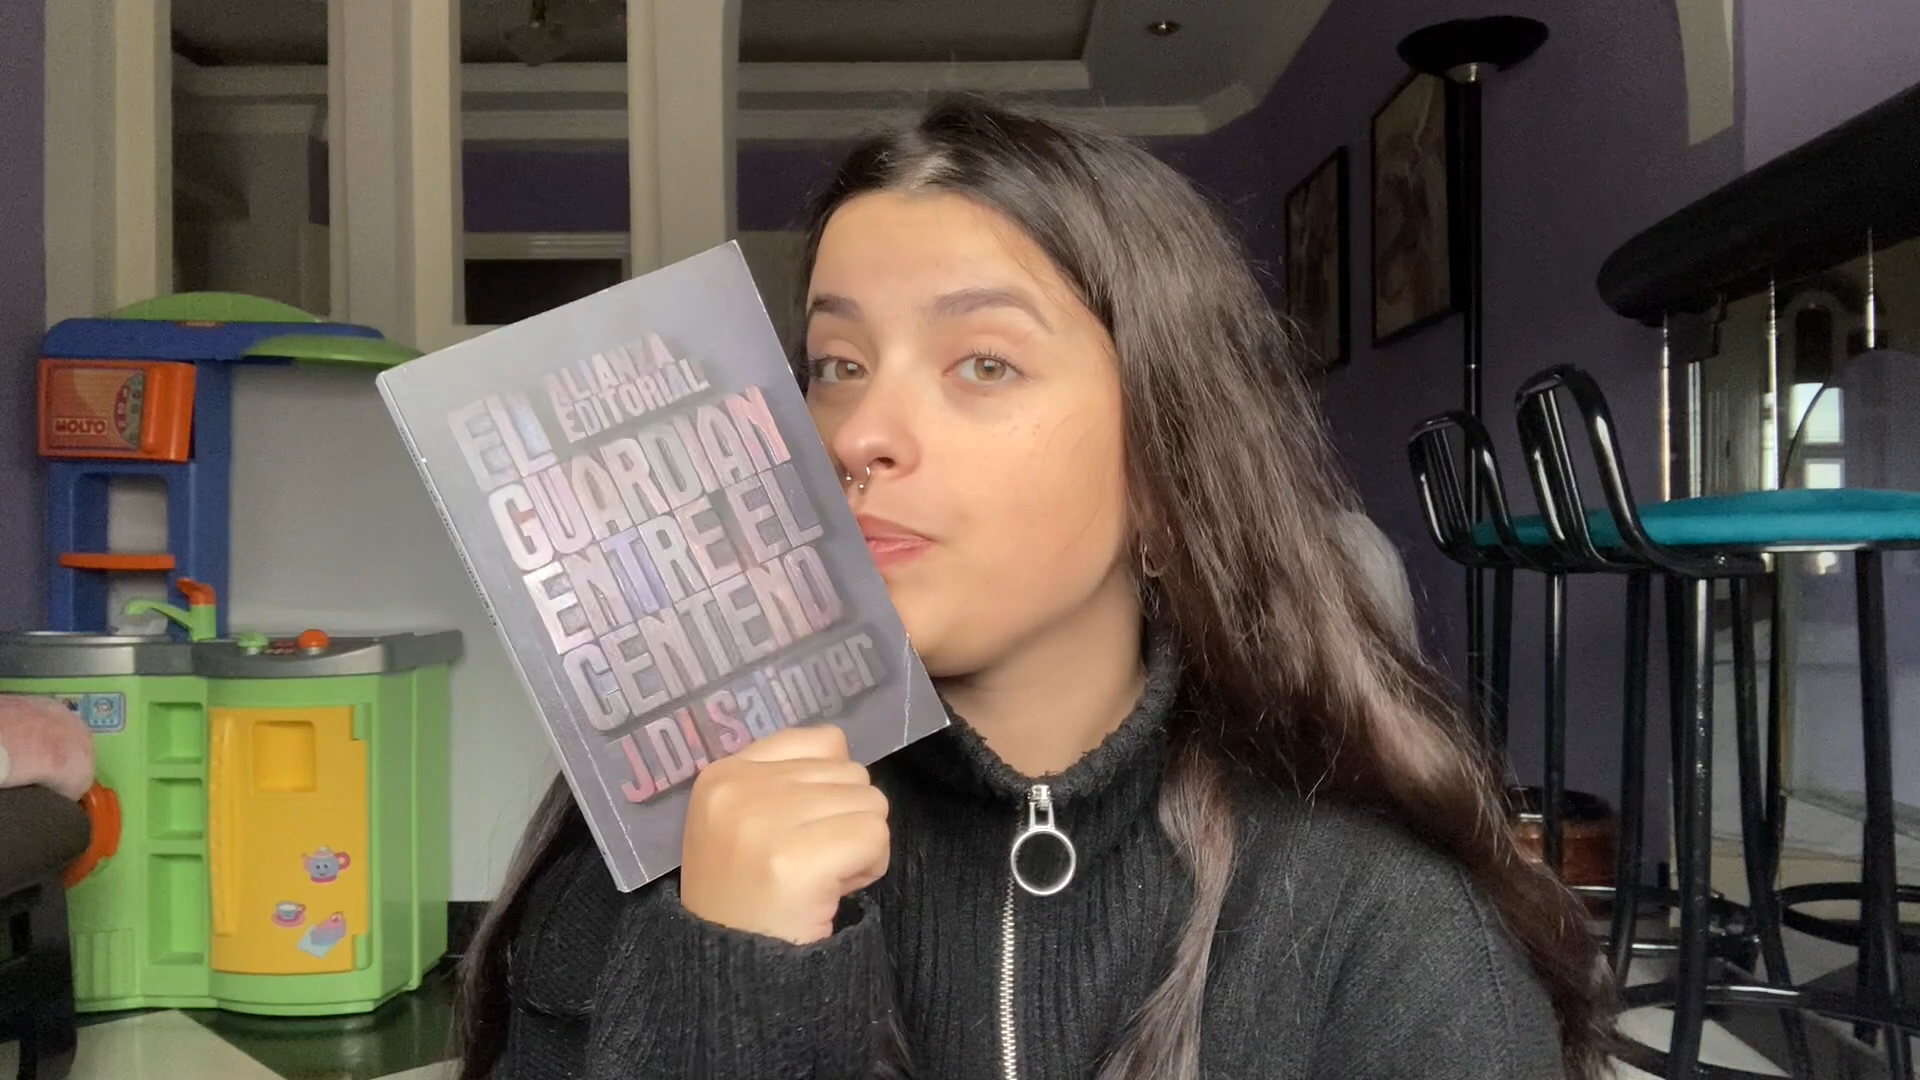 ALIANZA
EDITORIAL
EL
GUARDIAN
ENTRE EL
CENTENO
J.D. Salinger
MOLTO